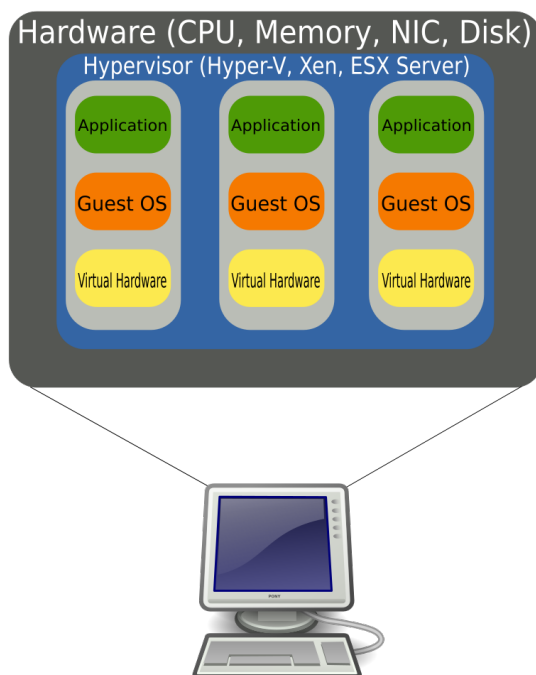 Hardware (CPU, Memory, NIC, Disk)
Hypervisor (Hyper-V, Xen, ESX Server)
Application
Application
Application
Guest OS
Guest OS
Guest OS
Virtual Hardware
Virtual Hardware
Virtual Hardware
PONY